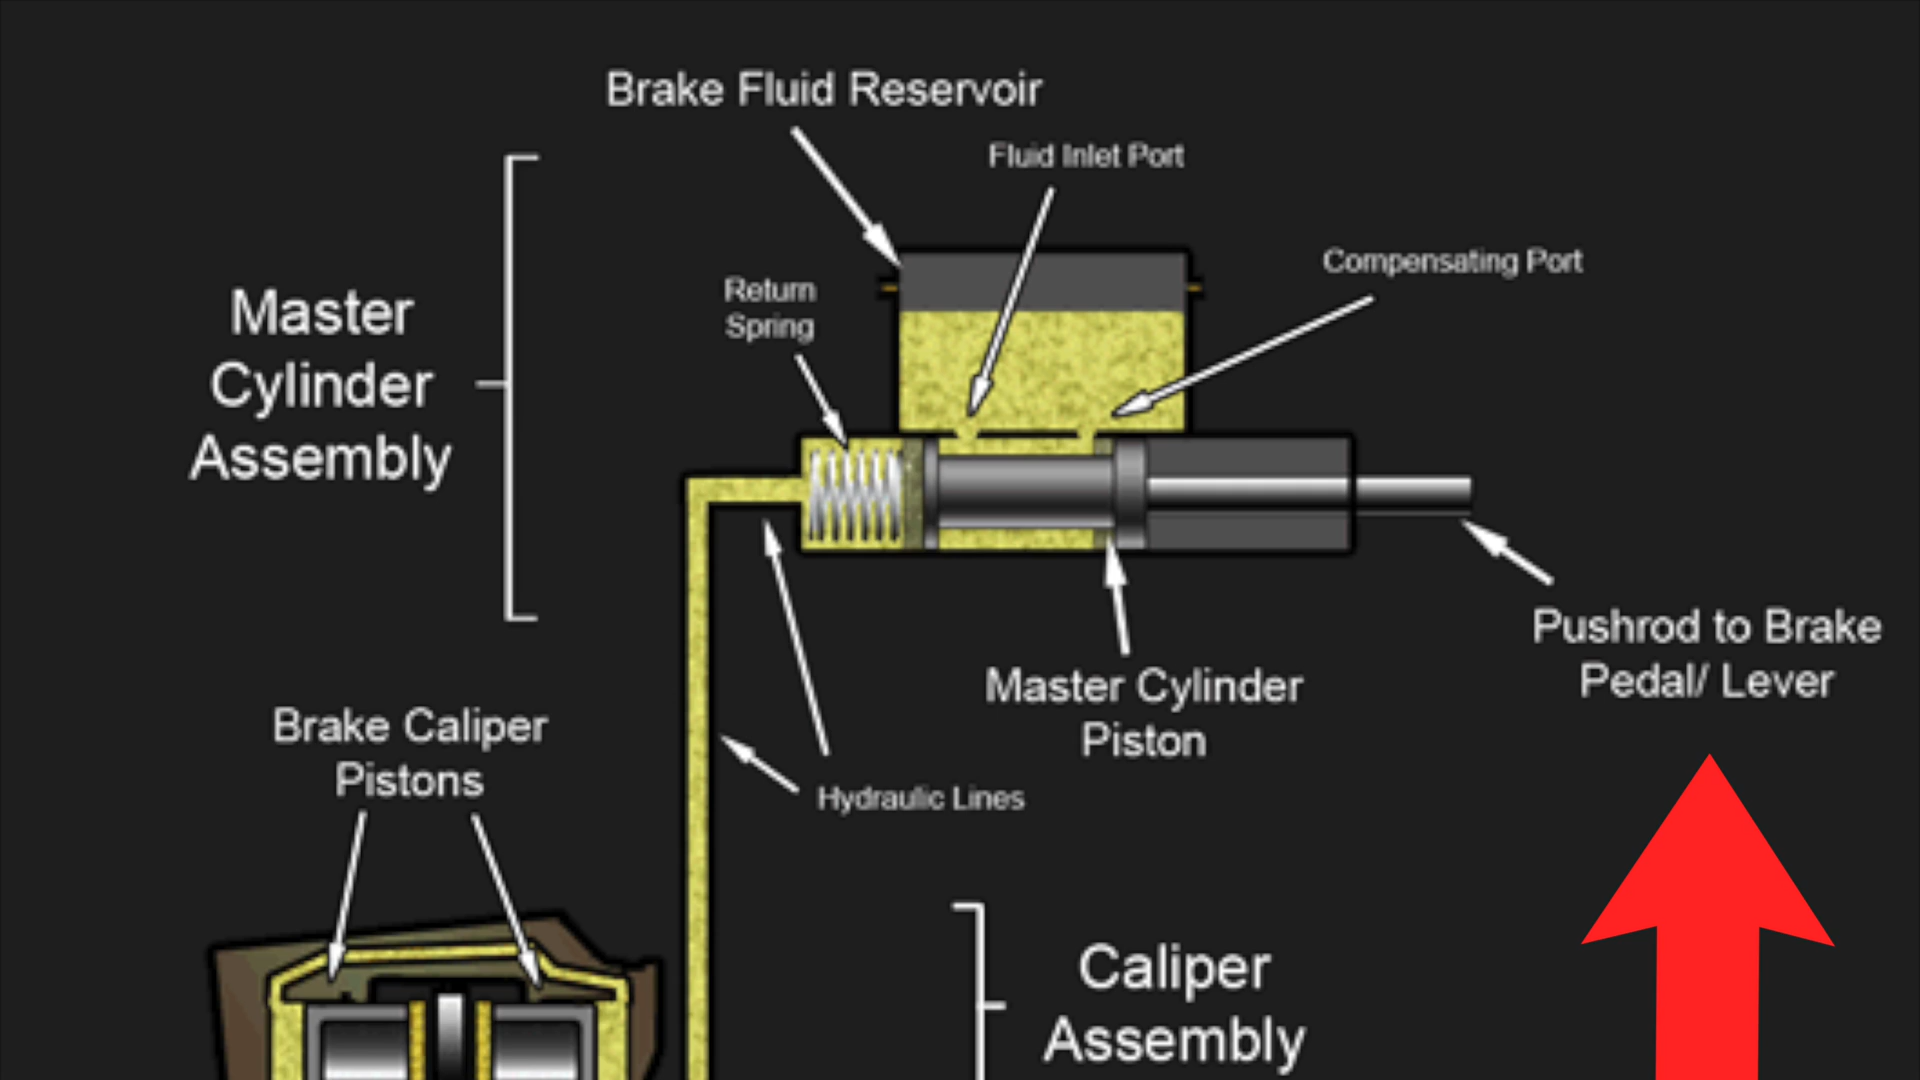 Brake Fluid Reservoir
Fluid Inlet Port
Compensating Port
Return
Spring
Master
Cylinder
Assembly
Pushrod to Brake
Pedal/ Lever
Master Cylinder
Piston
Brake Caliper
Pistons
Hydraulic Lines
Caliper
Assembly